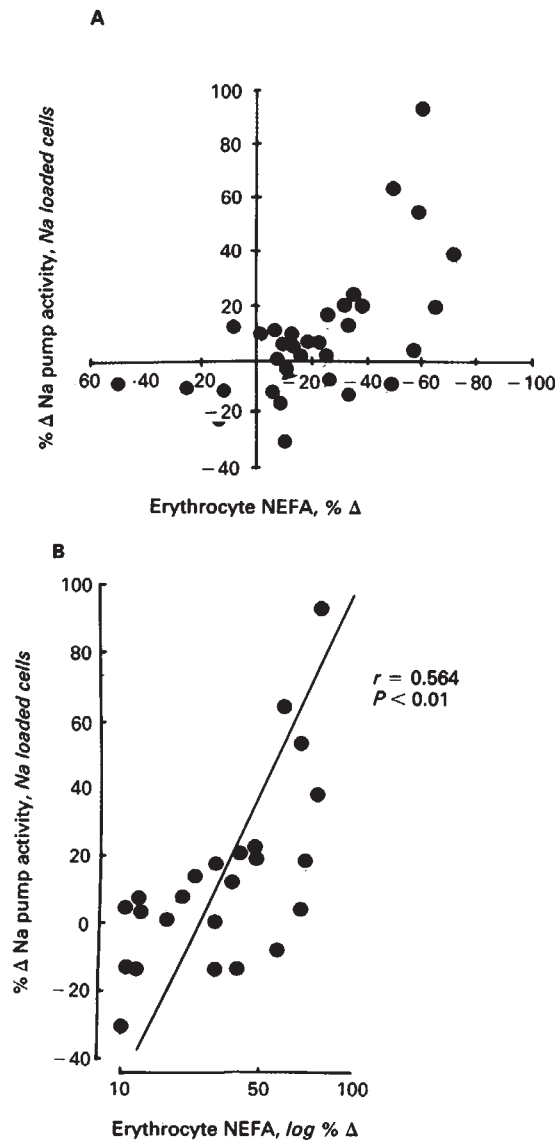 A
% Δ Na pump activity, Na loaded cells
100
80
60
40
20
60 40 -20 -20 -40 -60 -80 -100
-20
-40
Erythrocyte NEFA, % Δ
B
% Δ Na pump activity, Na loaded cells
100
80
60
40
20
0
-20
-40
r = 0.564
P < 0.01
10 50 100
Erythrocyte NEFA, log % Δ